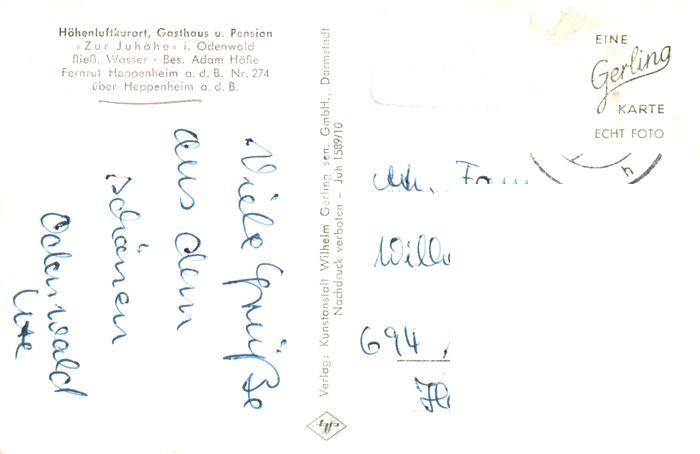 Höhenluftkurort, Gasthaus u. Pension
»Zur Juhöhe« i. Odenwald
fließ. Wasser · Bes. Adam Höfle
Fernruf Heppenheim a. d. B. Nr. 274
über Heppenheim a. d. B.
Viele Grüße
aus dem
schönen
Odenwald
Ute
Verlag: Kunstanstalt Wilhelm Gerling sen. GmbH., Darmstadt
Nachdruck verboten – Juh 1589/10
EINE
Gerling
KARTE
ECHT FOTO
h
694